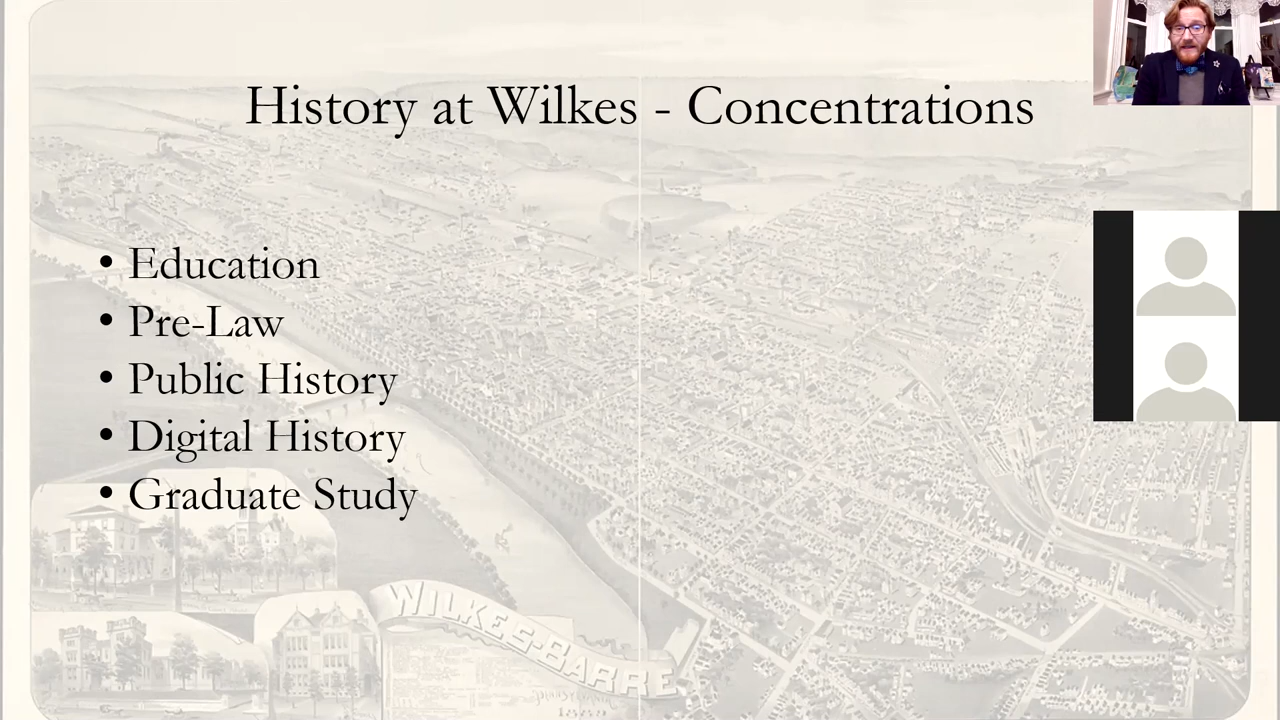 History at Wilkes - Concentrations
• Education
• Pre-Law
• Public History
• Digital History
• Graduate Study
WILKES-BARRE